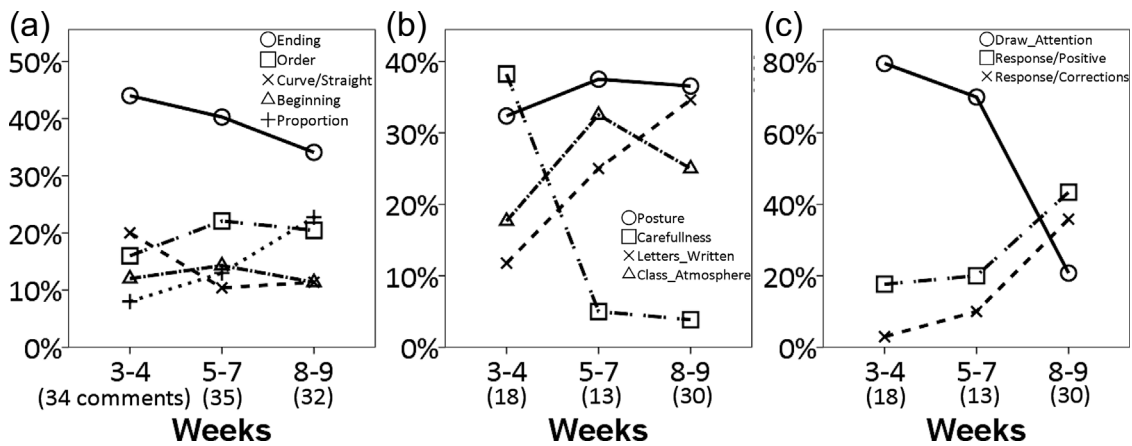 (a)
50%
40%
30%
20%
10%
0%
Ending
Order
Curve/Straight
Beginning
Proportion
3-4 5-7 8-9
(34 comments) (35) (32)
Weeks
(b)
40%
30%
20%
10%
0%
Posture
Carefullness
Letters_Written
Class_Atmosphere
3-4 5-7 8-9
(18) (13) (30)
Weeks
(c)
80%
60%
40%
20%
0%
Draw_Attention
Response/Positive
Response/Corrections
3-4 5-7 8-9
(18) (13) (30)
Weeks